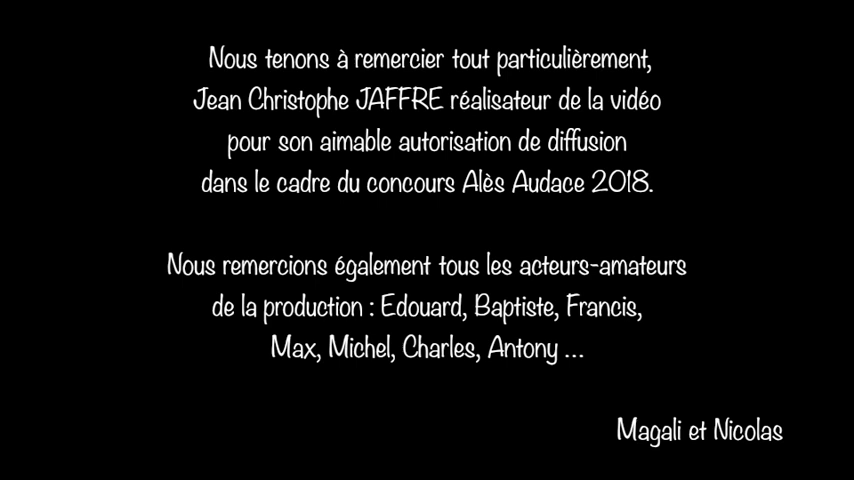 Nous tenons à remercier tout particulièrement,
Jean Christophe JAFFRE réalisateur de la vidéo
pour son aimable autorisation de diffusion
dans le cadre du concours Alès Audace 2018.
Nous remercions également tous les acteurs-amateurs
de la production : Edouard, Baptiste, Francis,
Max, Michel, Charles, Antony ...
Magali et Nicolas